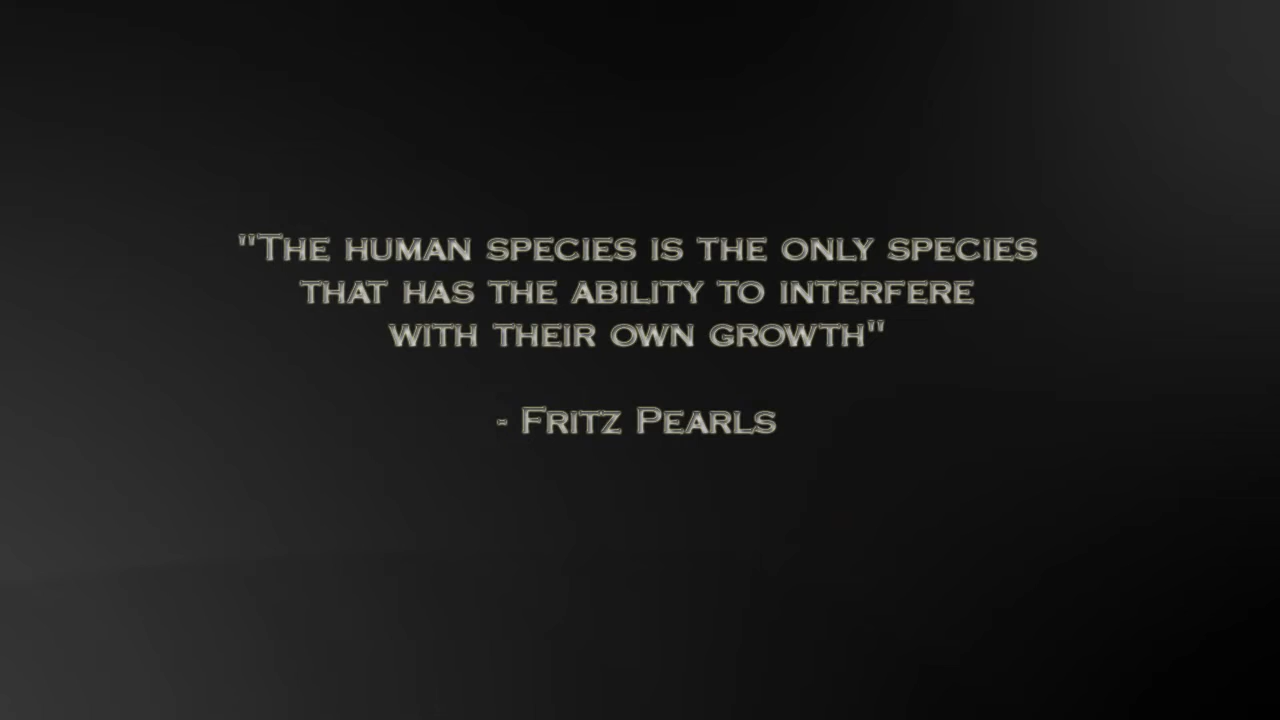 "The human species is the only species
that has the ability to interfere
with their own growth"
- Fritz Pearls